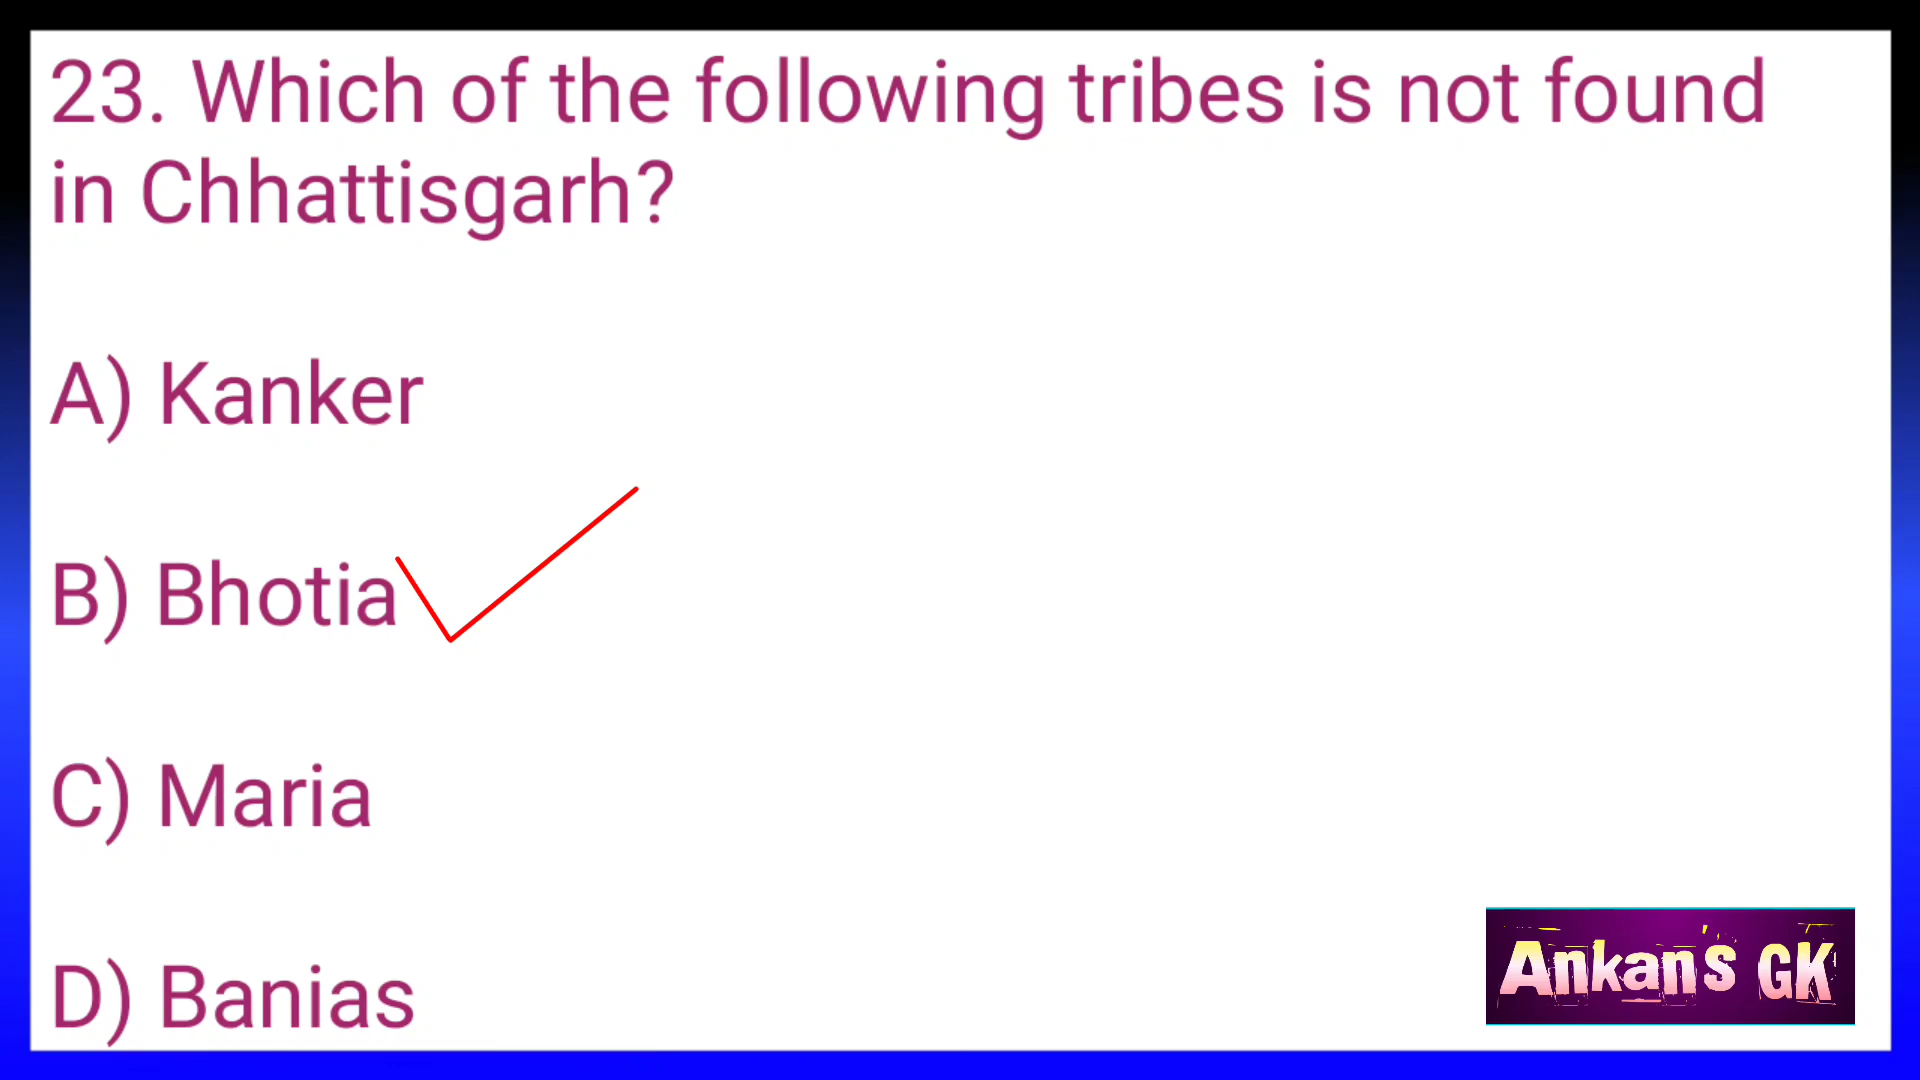 23. Which of the following tribes is not found
in Chhattisgarh?
A) Kanker
B) Bhotia
C) Maria
D) Banias
Ankan's GK